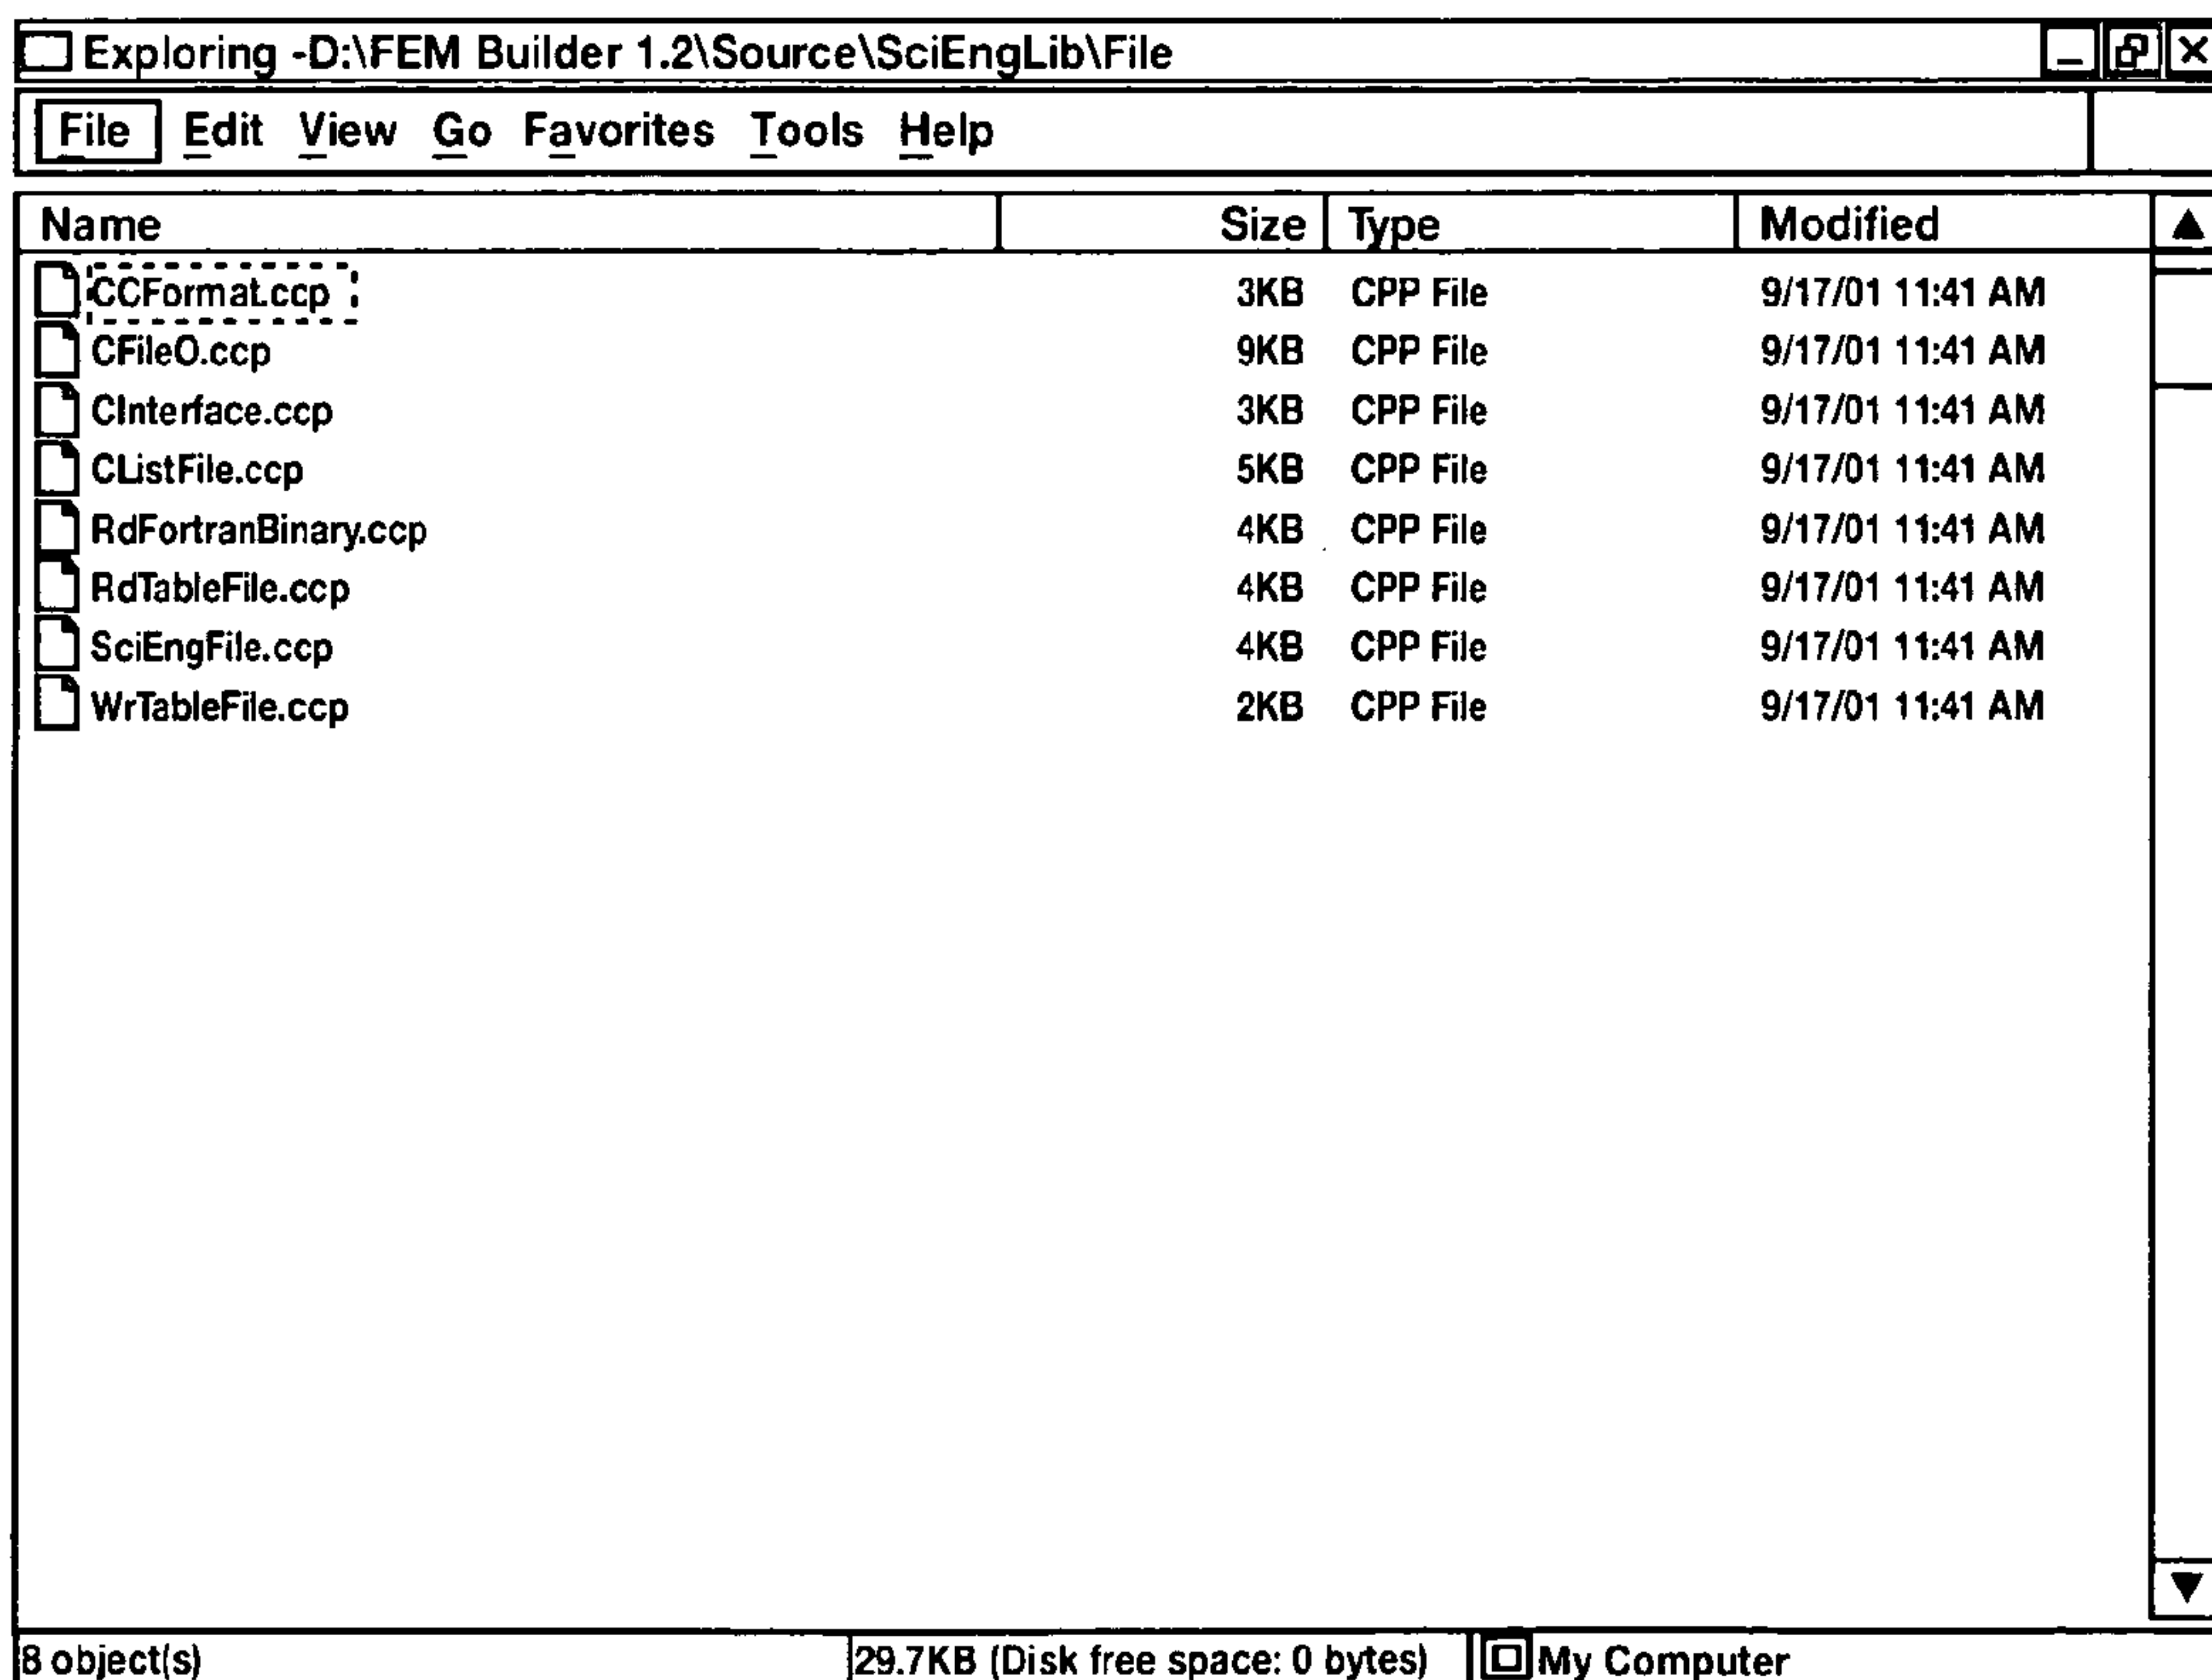 Exploring -D:\FEM Builder 1.2\Source\SciEngLib\File
File Edit View Go Favorites Tools Help
Name Size Type Modified
CCFormat.ccp 3KB CPP File 9/17/01 11:41 AM
CFileO.ccp 9KB CPP File 9/17/01 11:41 AM
CInterface.ccp 3KB CPP File 9/17/01 11:41 AM
CListFile.ccp 5KB CPP File 9/17/01 11:41 AM
RdFortranBinary.ccp 4KB CPP File 9/17/01 11:41 AM
RdTableFile.ccp 4KB CPP File 9/17/01 11:41 AM
SciEngFile.ccp 4KB CPP File 9/17/01 11:41 AM
WrTableFile.ccp 2KB CPP File 9/17/01 11:41 AM
8 object(s) 29.7KB (Disk free space: 0 bytes) My Computer